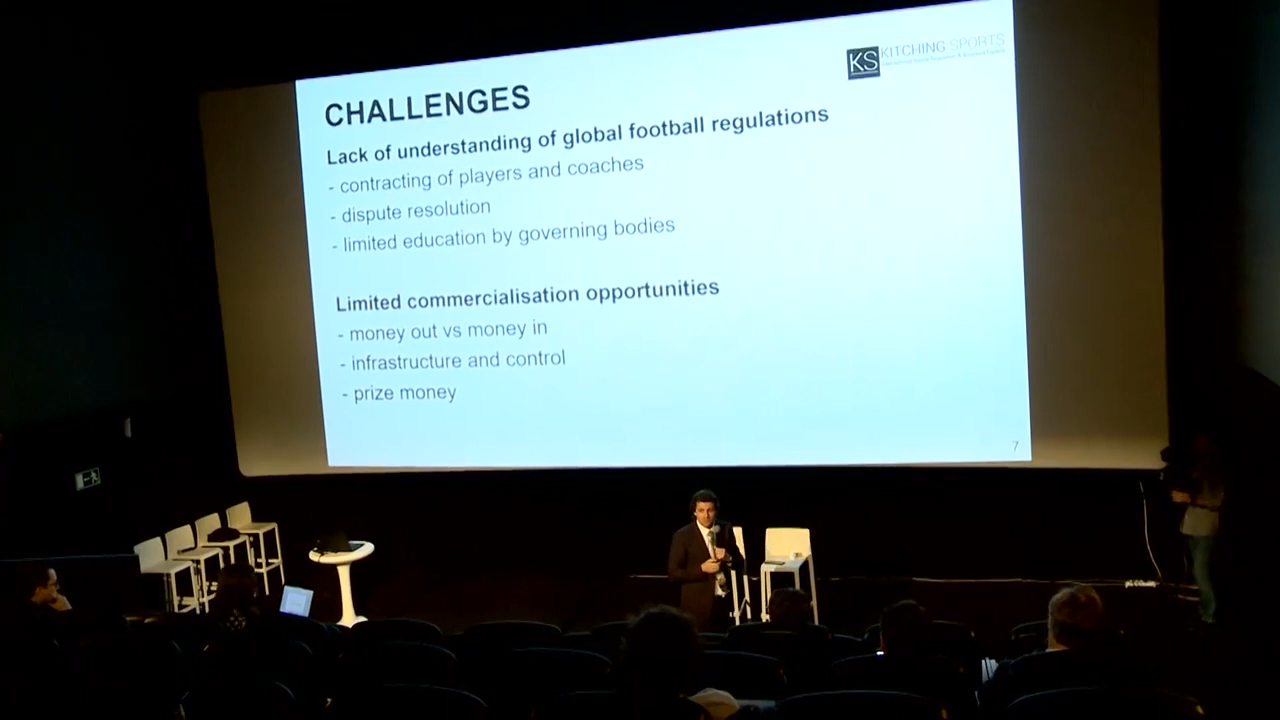 KS KITCHING SPORTS
CHALLENGES
Lack of understanding of global football regulations
- contracting of players and coaches
- dispute resolution
- limited education by governing bodies
Limited commercialisation opportunities
- money out vs money in
- infrastructure and control
- prize money
7